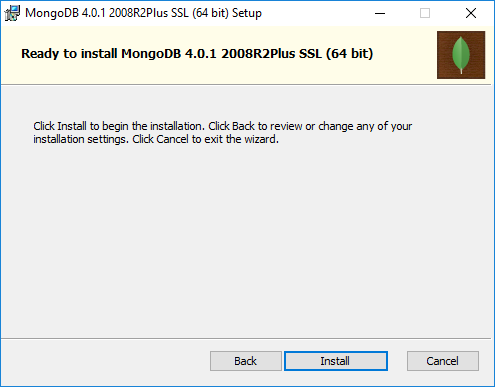 MongoDB 4.0.1 2008R2Plus SSL (64 bit) Setup
Ready to install MongoDB 4.0.1 2008R2Plus SSL (64 bit)
Click Install to begin the installation. Click Back to review or change any of your
installation settings. Click Cancel to exit the wizard.
Back Install Cancel